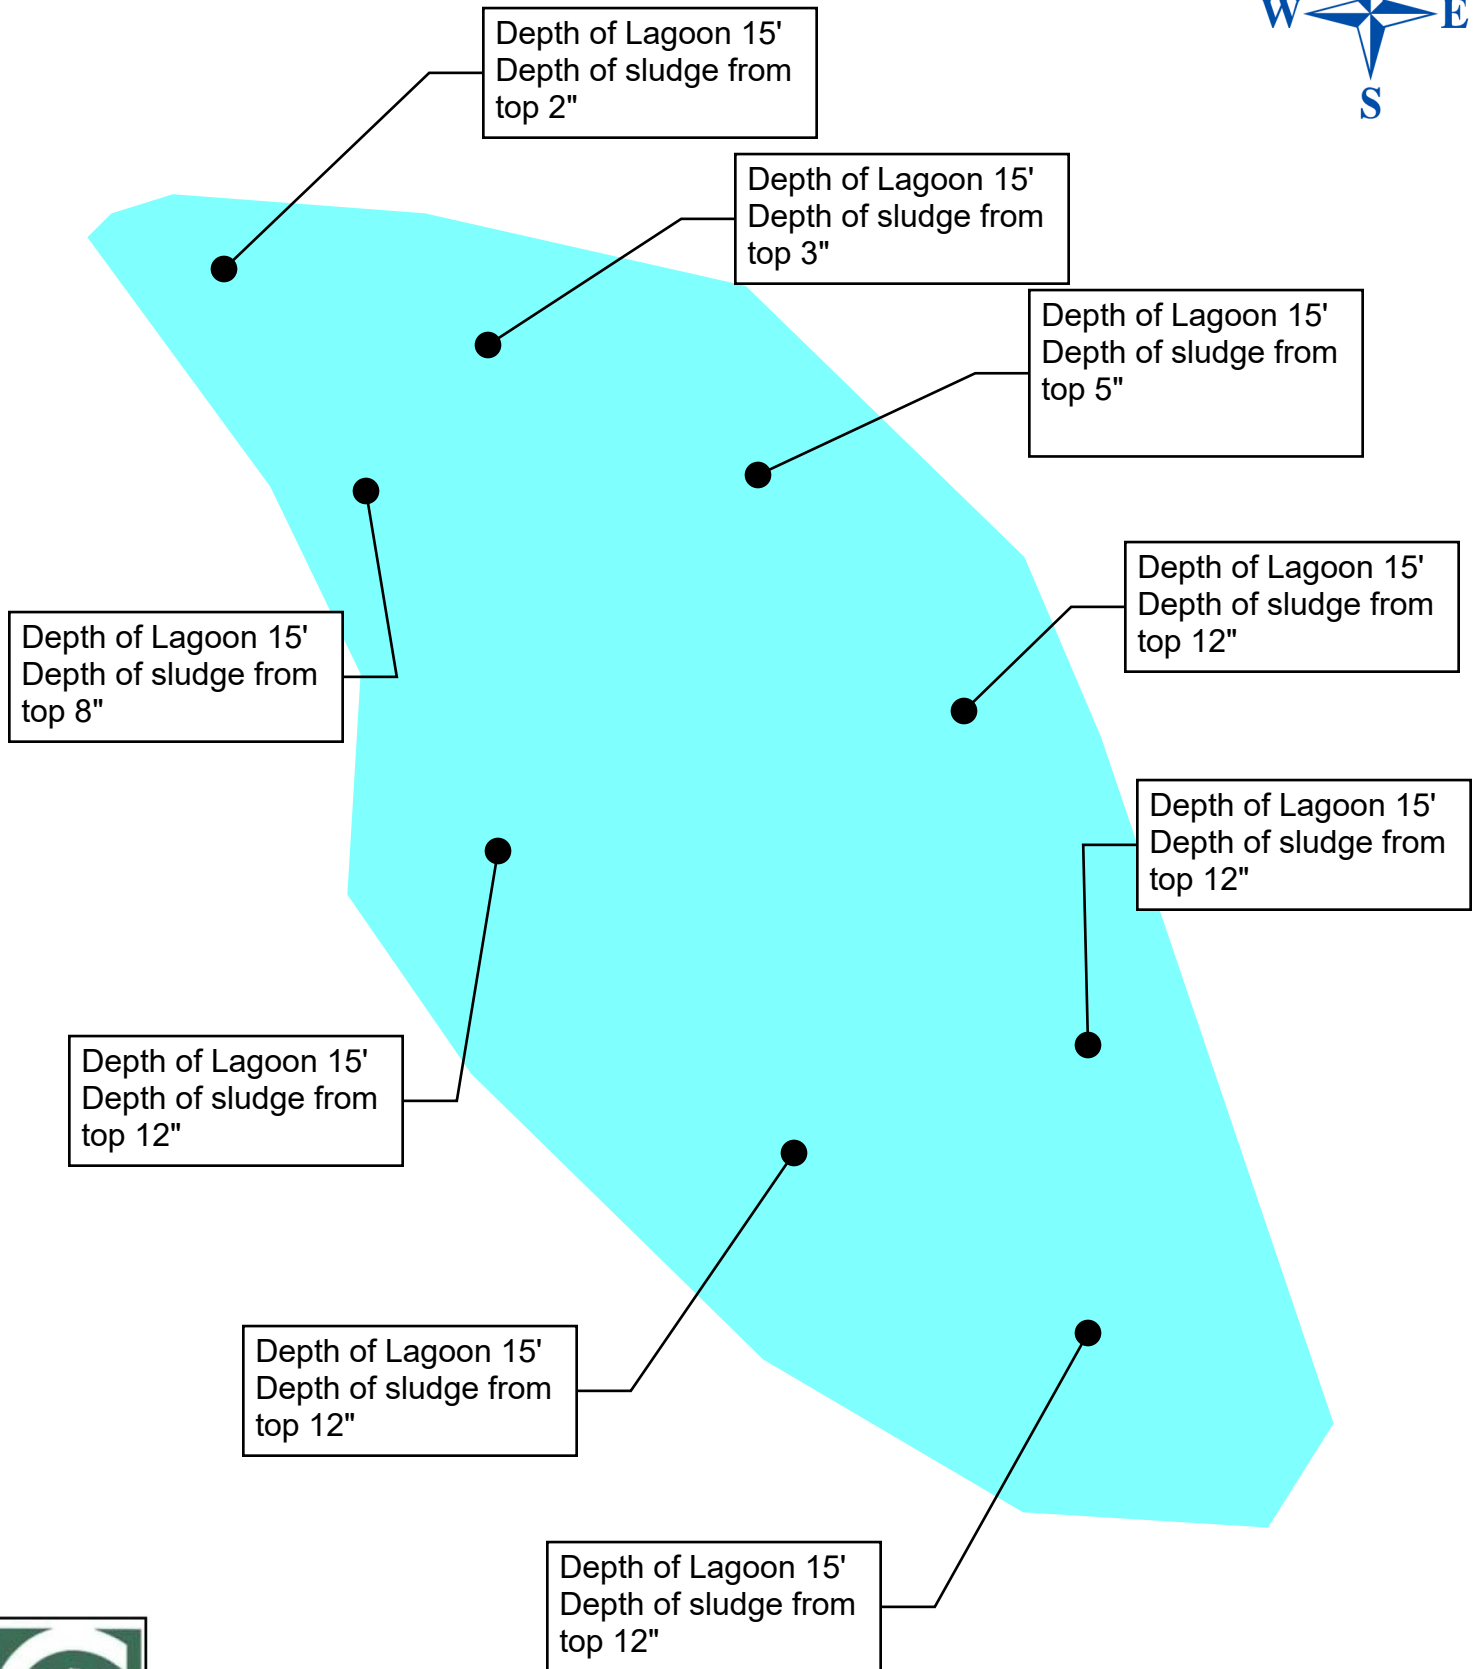 W E
S
Depth of Lagoon 15'
Depth of sludge from
top 2"
Depth of Lagoon 15'
Depth of sludge from
top 3"
Depth of Lagoon 15'
Depth of sludge from
top 5"
Depth of Lagoon 15'
Depth of sludge from
top 12"
Depth of Lagoon 15'
Depth of sludge from
top 8"
Depth of Lagoon 15'
Depth of sludge from
top 12"
Depth of Lagoon 15'
Depth of sludge from
top 12"
Depth of Lagoon 15'
Depth of sludge from
top 12"
Depth of Lagoon 15'
Depth of sludge from
top 12"